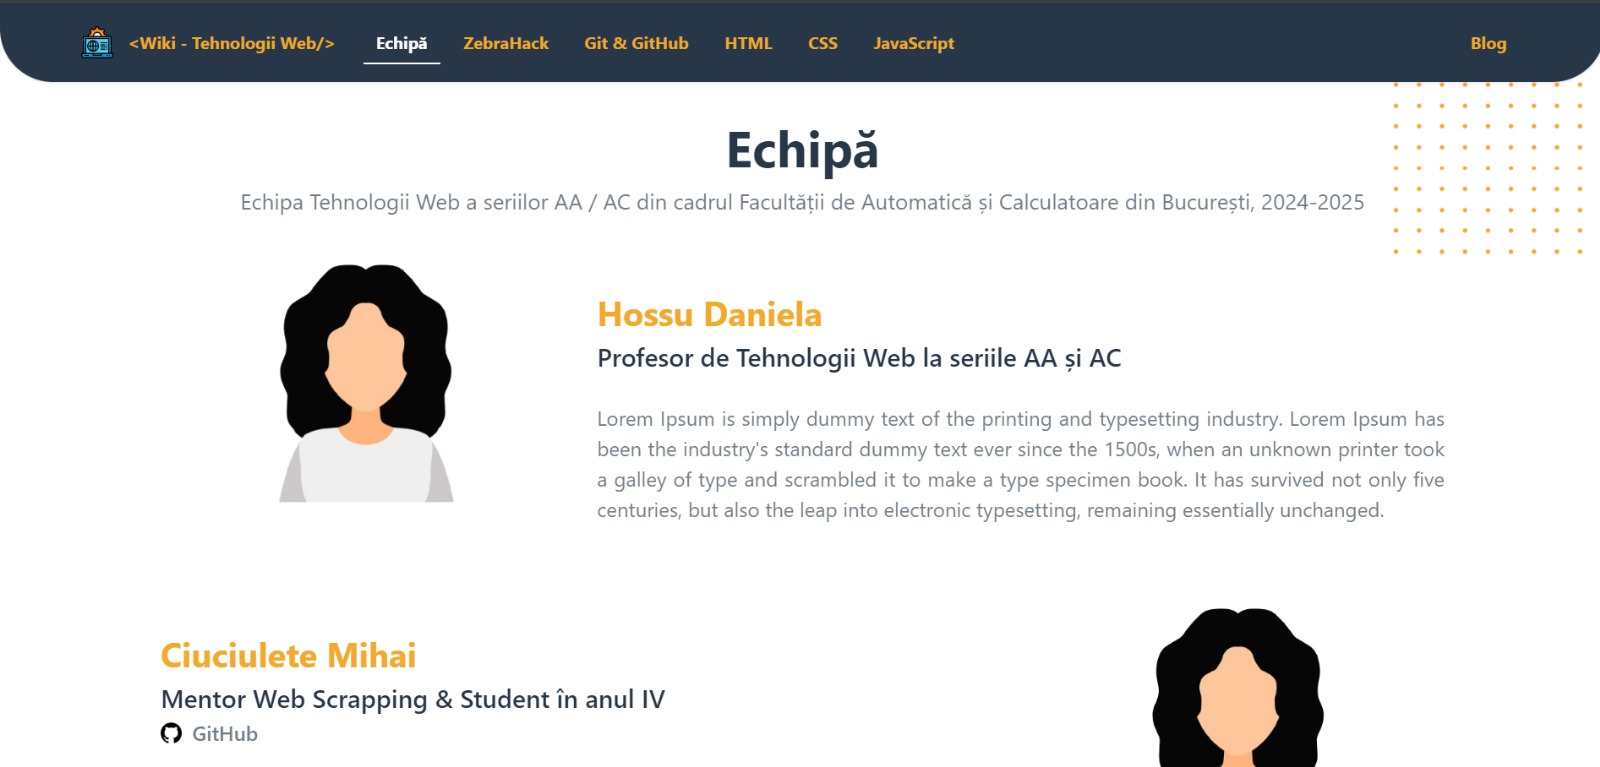 <Wiki - Tehnologii Web/> Echipă ZebraHack Git & GitHub HTML CSS JavaScript Blog
Echipă
Echipa Tehnologii Web a seriilor AA / AC din cadrul Facultății de Automatică și Calculatoare din București, 2024-2025
Hossu Daniela
Profesor de Tehnologii Web la seriile AA și AC
Lorem Ipsum is simply dummy text of the printing and typesetting industry. Lorem Ipsum has
been the industry's standard dummy text ever since the 1500s, when an unknown printer took
a galley of type and scrambled it to make a type specimen book. It has survived not only five
centuries, but also the leap into electronic typesetting, remaining essentially unchanged.
Ciuciulete Mihai
Mentor Web Scrapping & Student în anul IV
GitHub